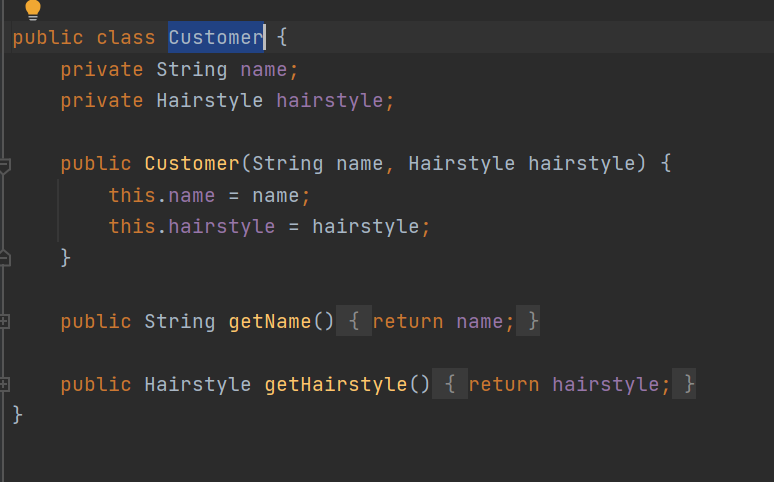 public class Customer {
    private String name;
    private Hairstyle hairstyle;
    public Customer(String name, Hairstyle hairstyle) {
        this.name = name;
        this.hairstyle = hairstyle;
    }
    public String getName() { return name; }
    public Hairstyle getHairstyle() { return hairstyle; }
}